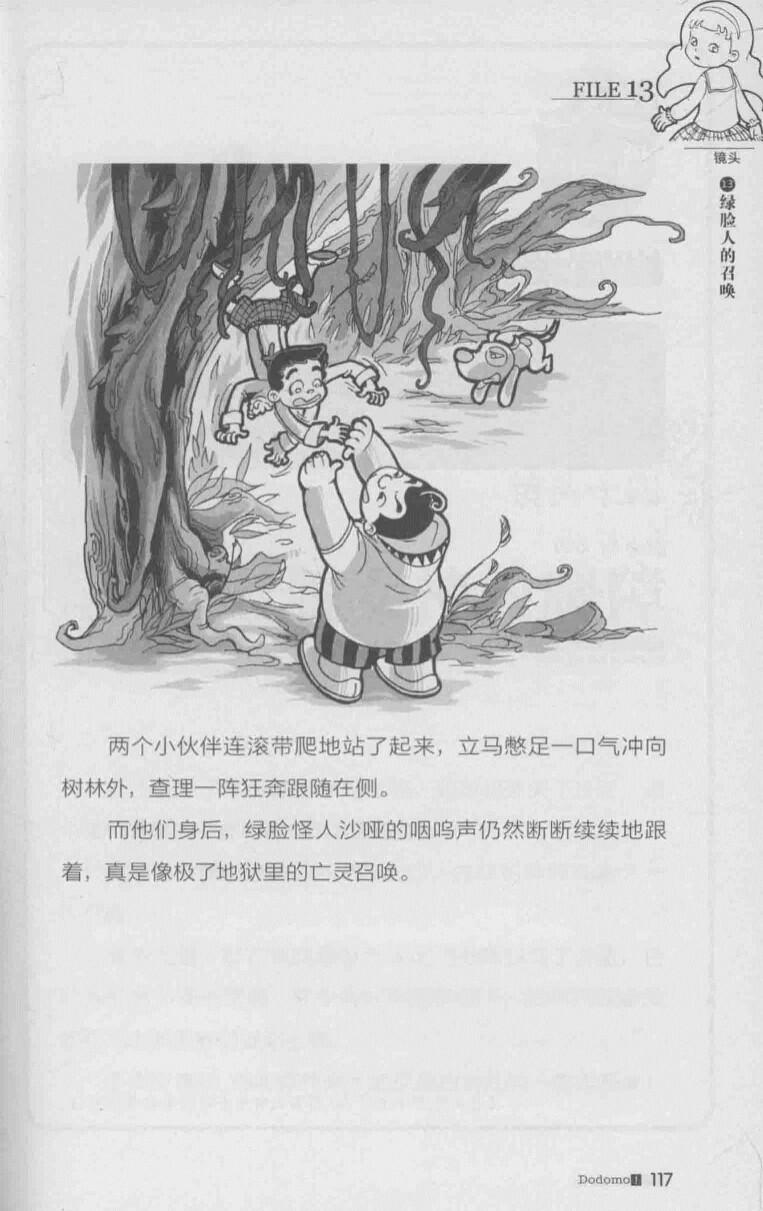 FILE 13
镜头
⑬绿脸人的召唤
两个小伙伴连滚带爬地站了起来，立马憋足一口气冲向
树林外，查理一阵狂奔跟随在侧。
而他们身后，绿脸怪人沙哑的咽呜声仍然断断续续地跟
着，真是像极了地狱里的亡灵召唤。
Dodomo! 117